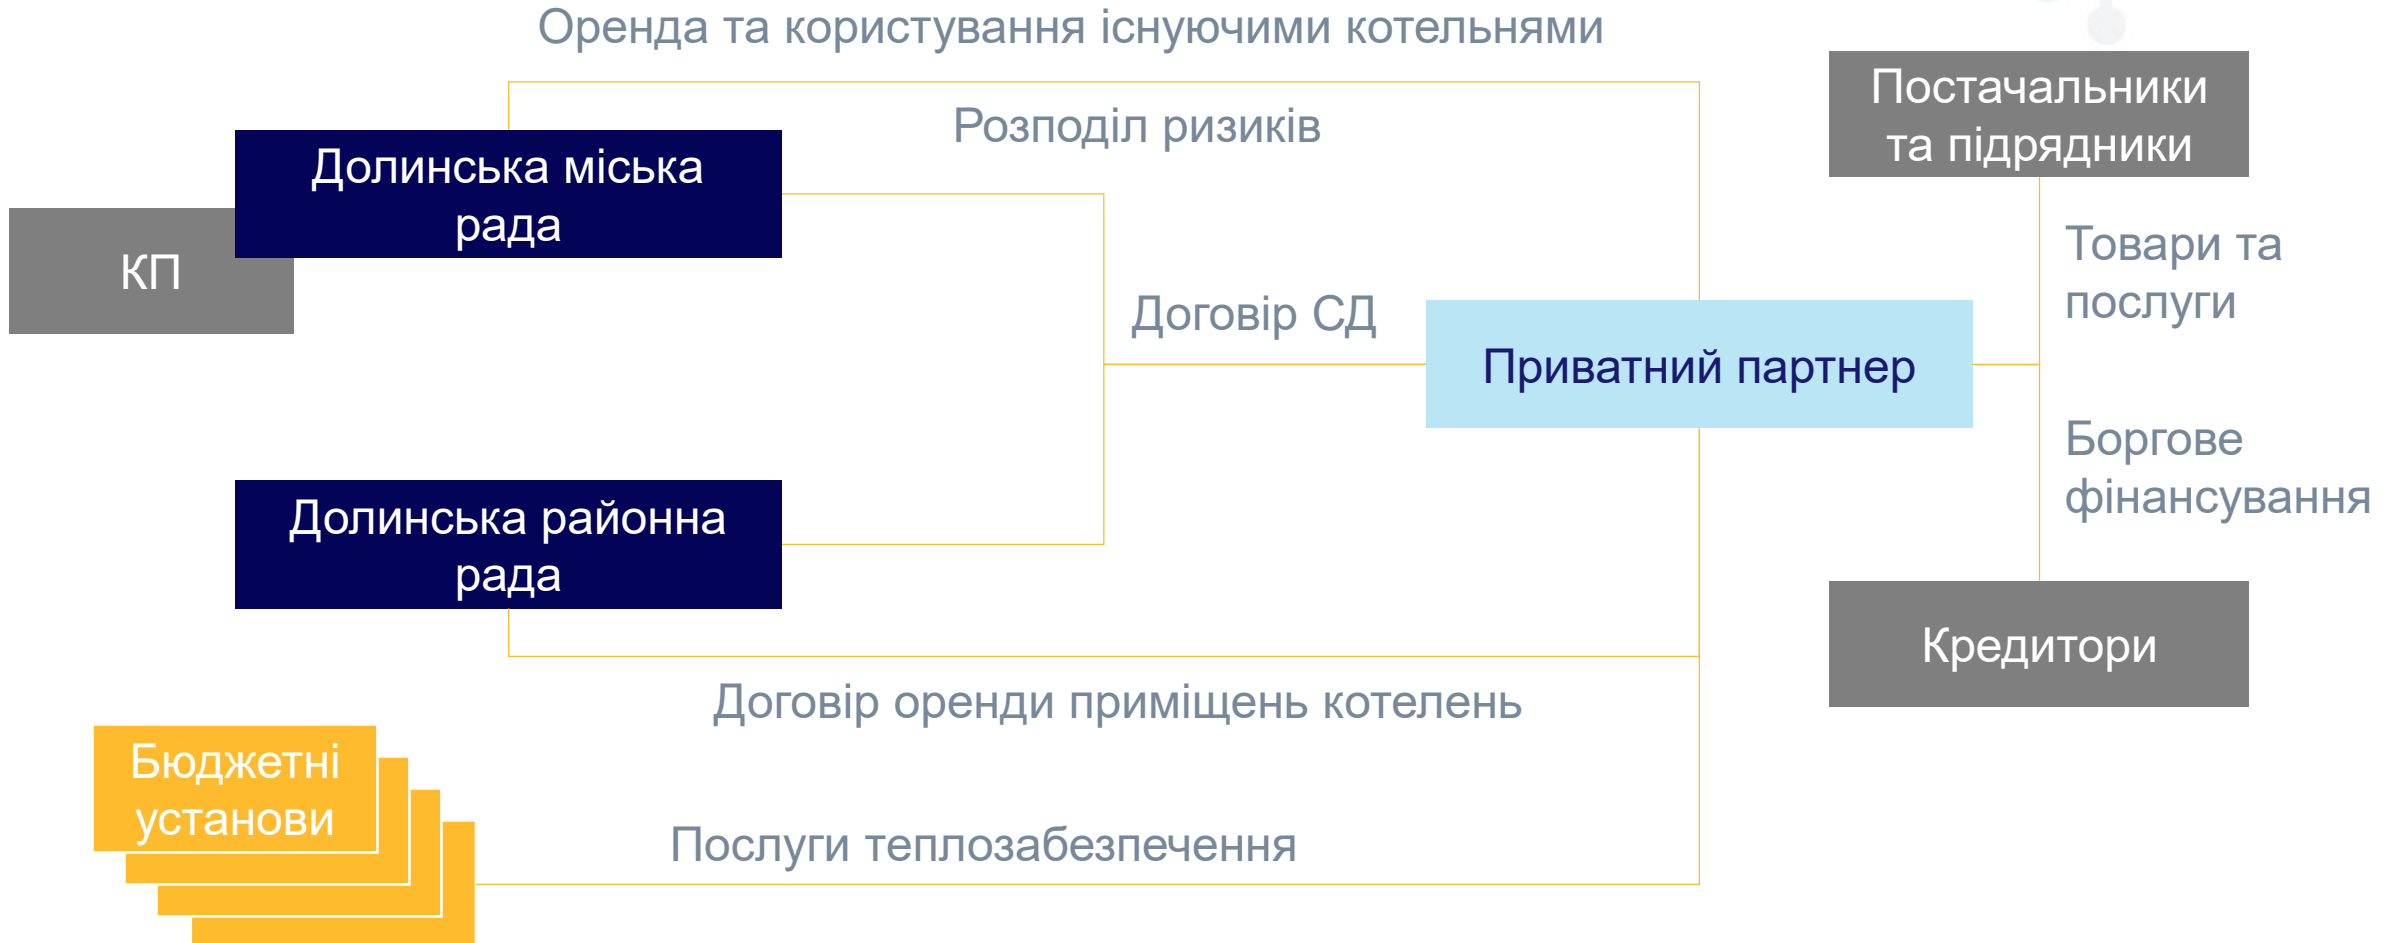 Оренда та користування існуючими котельнями
Розподіл ризиків
Постачальники
та підрядники
Долинська міська
рада
КП
Товари та
послуги
Договір СД
Приватний партнер
Боргове
фінансування
Долинська районна
рада
Кредитори
Договір оренди приміщень котелень
Бюджетні
установи
Послуги теплозабезпечення